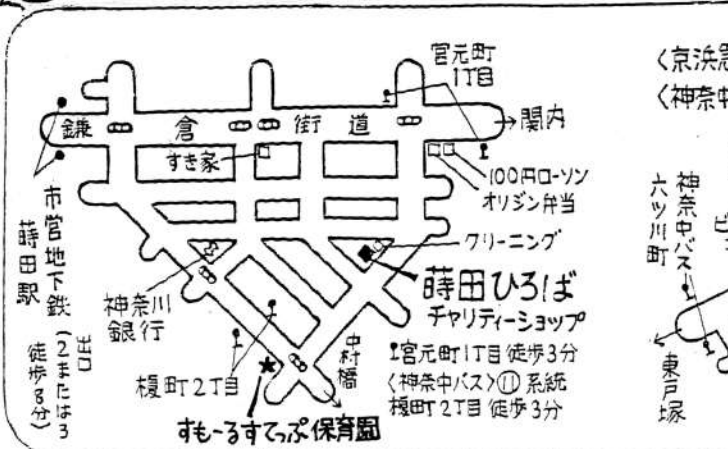 宮元町
1丁目
鎌倉街道
→関内
すき家
100円ローソン
オリジン弁当
クリーニング
市営地下鉄
蒔田駅
出口
(2または3
徒歩8分)
神奈川
銀行
蒔田ひろば
チャリティーショップ
宮元町1丁目 徒歩3分
〈神奈中バス〉⑪系統
榎町2丁目 徒歩3分
榎町2丁目
中村橋
すもーるすてっぷ保育園
〈京浜急
〈神奈中
神奈中バス
六ツ川町
東戸塚